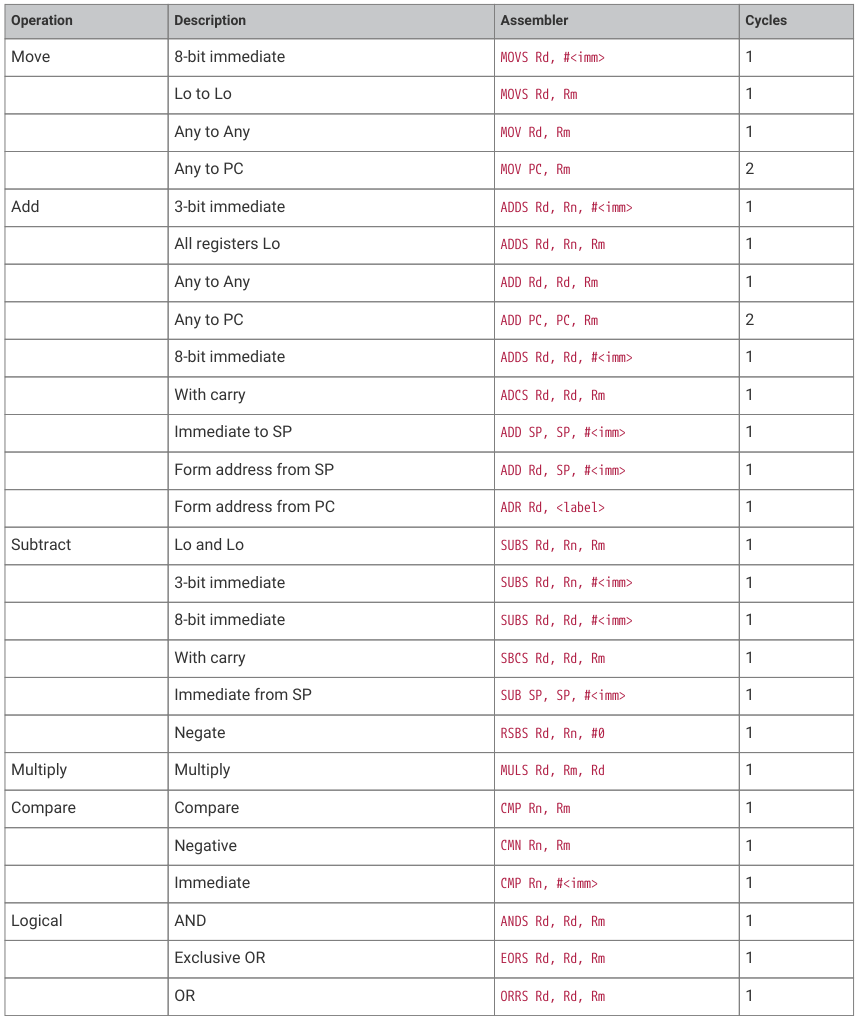 Operation Description Assembler Cycles
Move 8-bit immediate MOVS Rd, #<imm> 1
Lo to Lo MOVS Rd, Rm 1
Any to Any MOV Rd, Rm 1
Any to PC MOV PC, Rm 2
Add 3-bit immediate ADDS Rd, Rn, #<imm> 1
All registers Lo ADDS Rd, Rn, Rm 1
Any to Any ADD Rd, Rd, Rm 1
Any to PC ADD PC, PC, Rm 2
8-bit immediate ADDS Rd, Rd, #<imm> 1
With carry ADCS Rd, Rd, Rm 1
Immediate to SP ADD SP, SP, #<imm> 1
Form address from SP ADD Rd, SP, #<imm> 1
Form address from PC ADR Rd, <label> 1
Subtract Lo and Lo SUBS Rd, Rn, Rm 1
3-bit immediate SUBS Rd, Rn, #<imm> 1
8-bit immediate SUBS Rd, Rd, #<imm> 1
With carry SBCS Rd, Rd, Rm 1
Immediate from SP SUB SP, SP, #<imm> 1
Negate RSBS Rd, Rn, #0 1
Multiply Multiply MULS Rd, Rm, Rd 1
Compare Compare CMP Rn, Rm 1
Negative CMN Rn, Rm 1
Immediate CMP Rn, #<imm> 1
Logical AND ANDS Rd, Rd, Rm 1
Exclusive OR EORS Rd, Rd, Rm 1
OR ORRS Rd, Rd, Rm 1